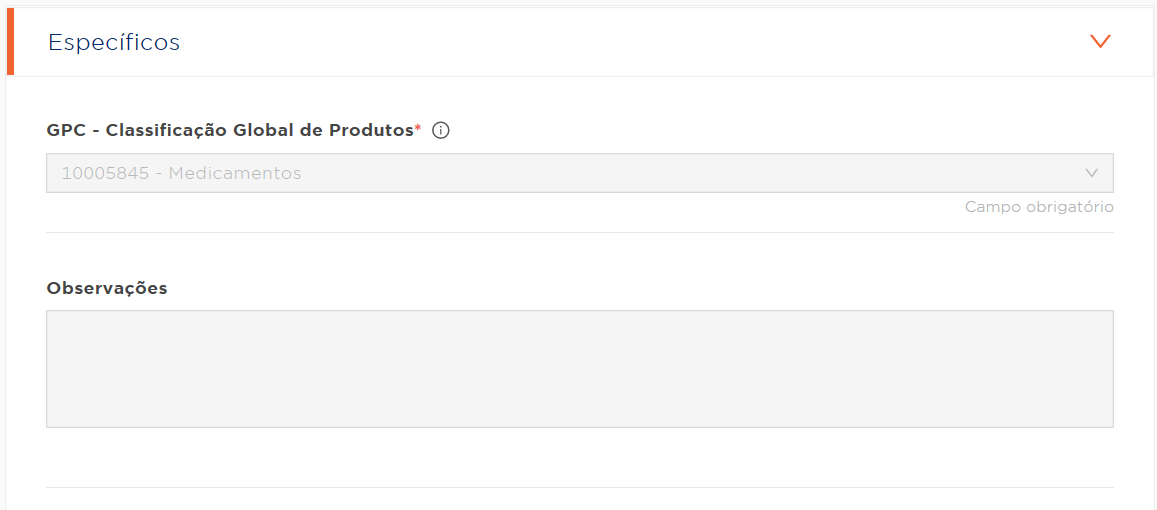 Específicos
GPC - Classificação Global de Produtos*
10005845 - Medicamentos
Campo obrigatório
Observações